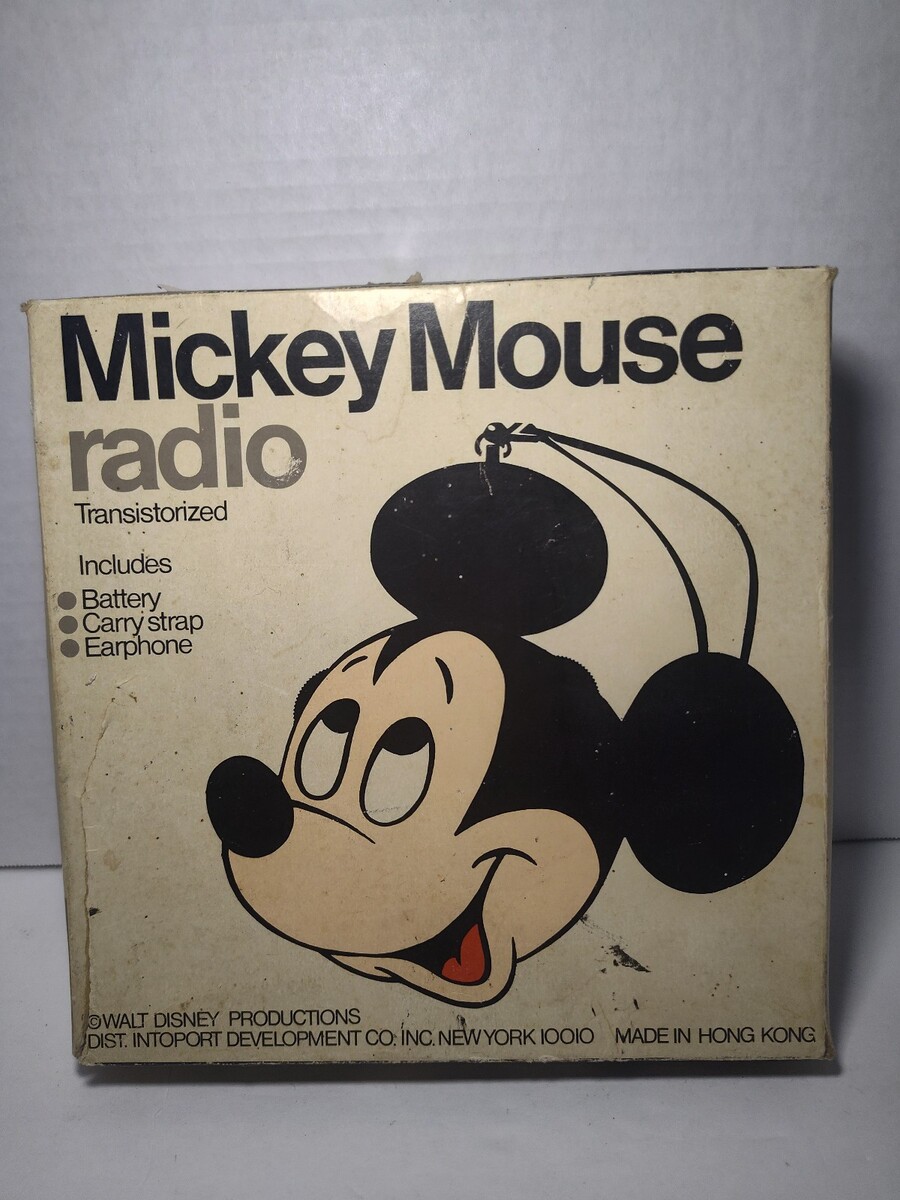 Mickey Mouse
radio
Transistorized
Includes
Battery
Carry strap
Earphone
©WALT DISNEY PRODUCTIONS
DIST. INTOPORT DEVELOPMENT CO, INC. NEW YORK 10010 MADE IN HONG KONG